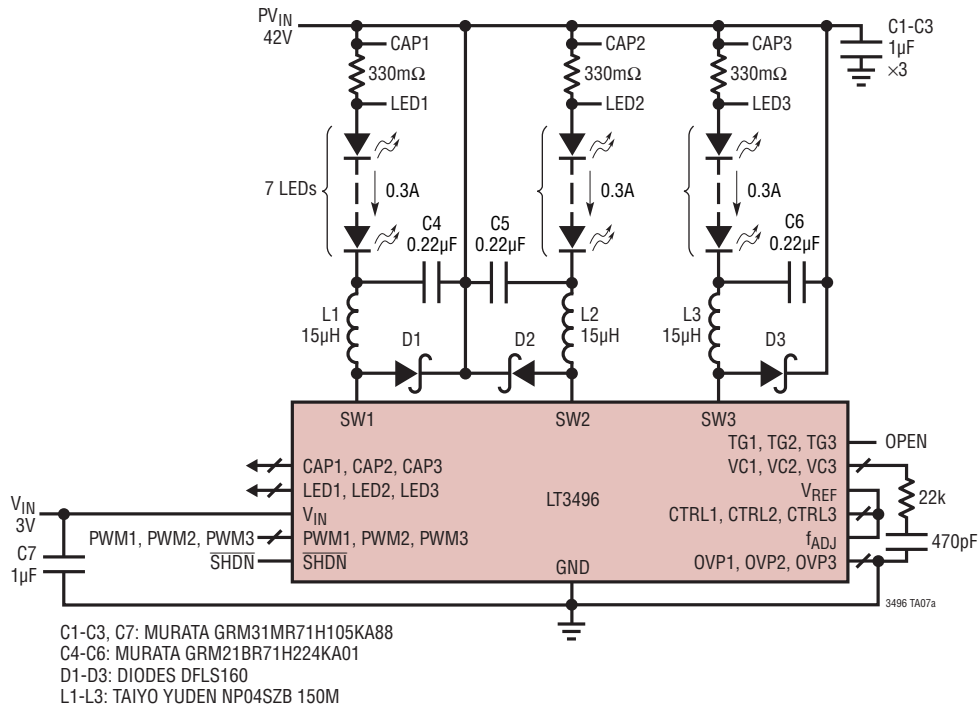 PVIN
42V
CAP1
CAP2
CAP3
C1-C3
1µF
×3
330mΩ
330mΩ
330mΩ
LED1
LED2
LED3
7 LEDs
0.3A
0.3A
0.3A
C4
0.22µF
C5
0.22µF
C6
0.22µF
L1
15µH
L2
15µH
L3
15µH
D1
D2
D3
SW1
SW2
SW3
TG1, TG2, TG3
OPEN
CAP1, CAP2, CAP3
VC1, VC2, VC3
LED1, LED2, LED3
LT3496
VREF
22k
VIN
3V
VIN
CTRL1, CTRL2, CTRL3
PWM1, PWM2, PWM3
PWM1, PWM2, PWM3
fADJ
470pF
C7
1µF
SHDN
SHDN
GND
OVP1, OVP2, OVP3
3496 TA07a
C1-C3, C7: MURATA GRM31MR71H105KA88
C4-C6: MURATA GRM21BR71H224KA01
D1-D3: DIODES DFLS160
L1-L3: TAIYO YUDEN NP04SZB 150M